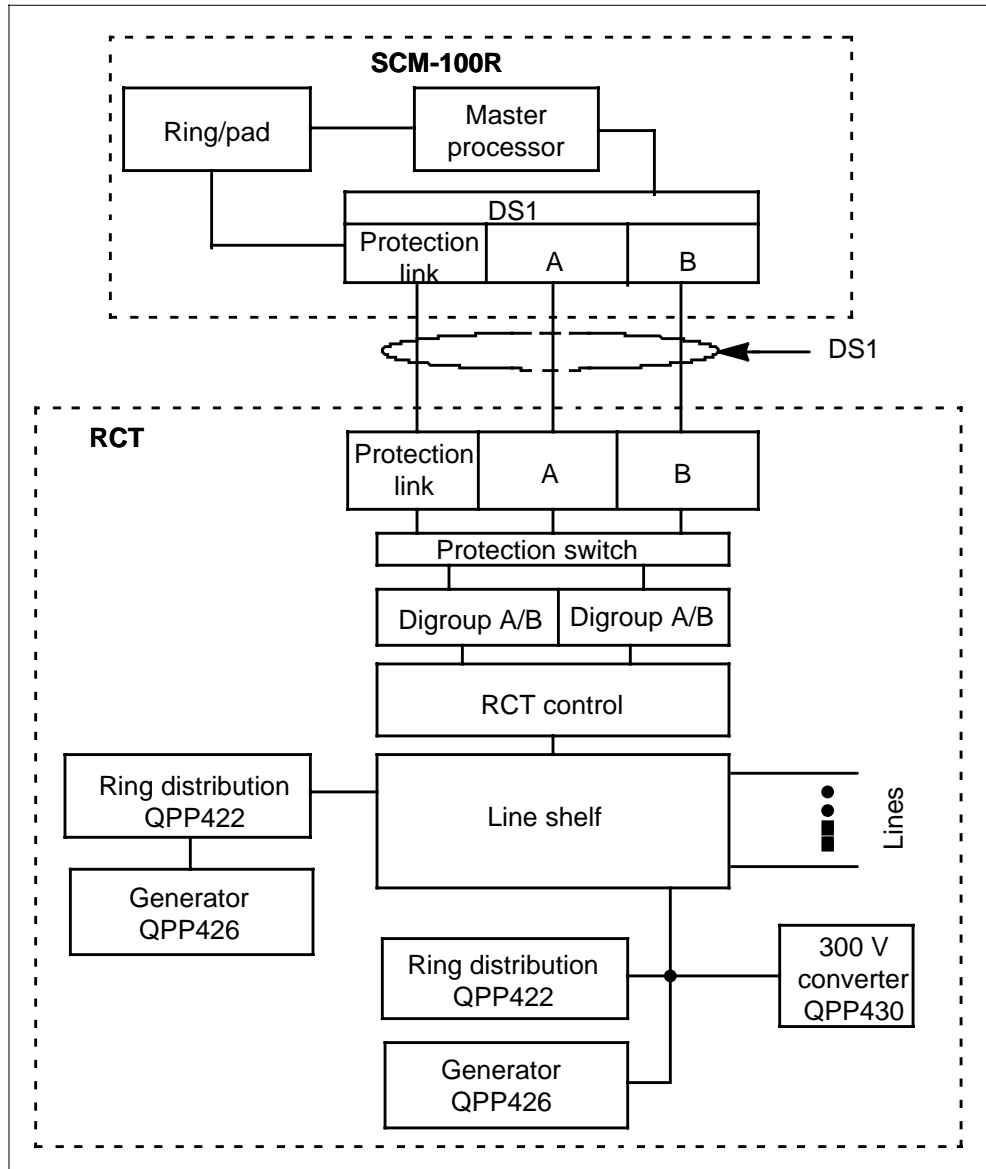 SCM-100R
Ring/pad
Master
processor
DS1
Protection
link
A
B
DS1
RCT
Protection
link
A
B
Protection switch
Digroup A/B
Digroup A/B
RCT control
Ring distribution
QPP422
Line shelf
Lines
Generator
QPP426
Ring distribution
QPP422
300 V
converter
QPP430
Generator
QPP426